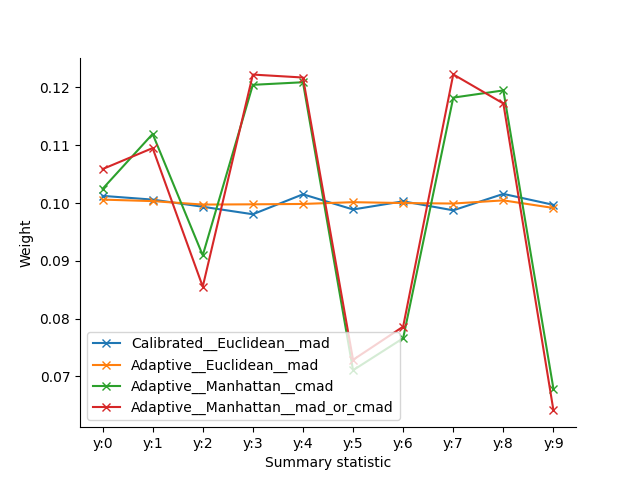 0.12
0.11
0.10
0.09
0.08
0.07
Weight
Calibrated__Euclidean__mad
Adaptive__Euclidean__mad
Adaptive__Manhattan__cmad
Adaptive__Manhattan__mad_or_cmad
y:0 y:1 y:2 y:3 y:4 y:5 y:6 y:7 y:8 y:9
Summary statistic